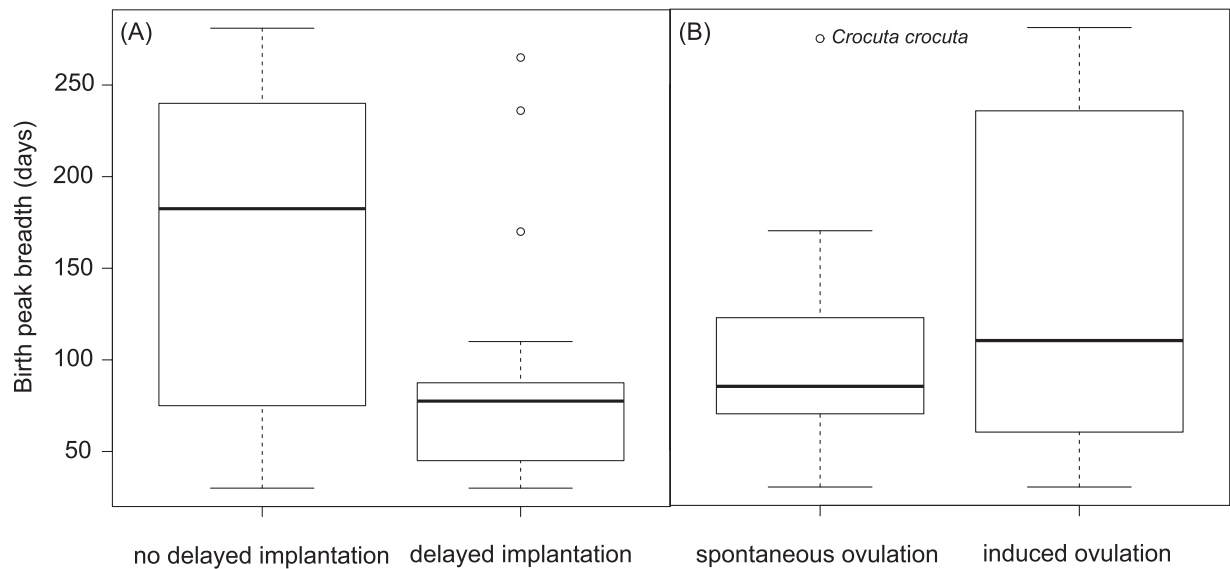 (A)
(B)
Crocuta crocuta
Birth peak breadth (days)
250
200
150
100
50
no delayed implantation
delayed implantation
spontaneous ovulation
induced ovulation